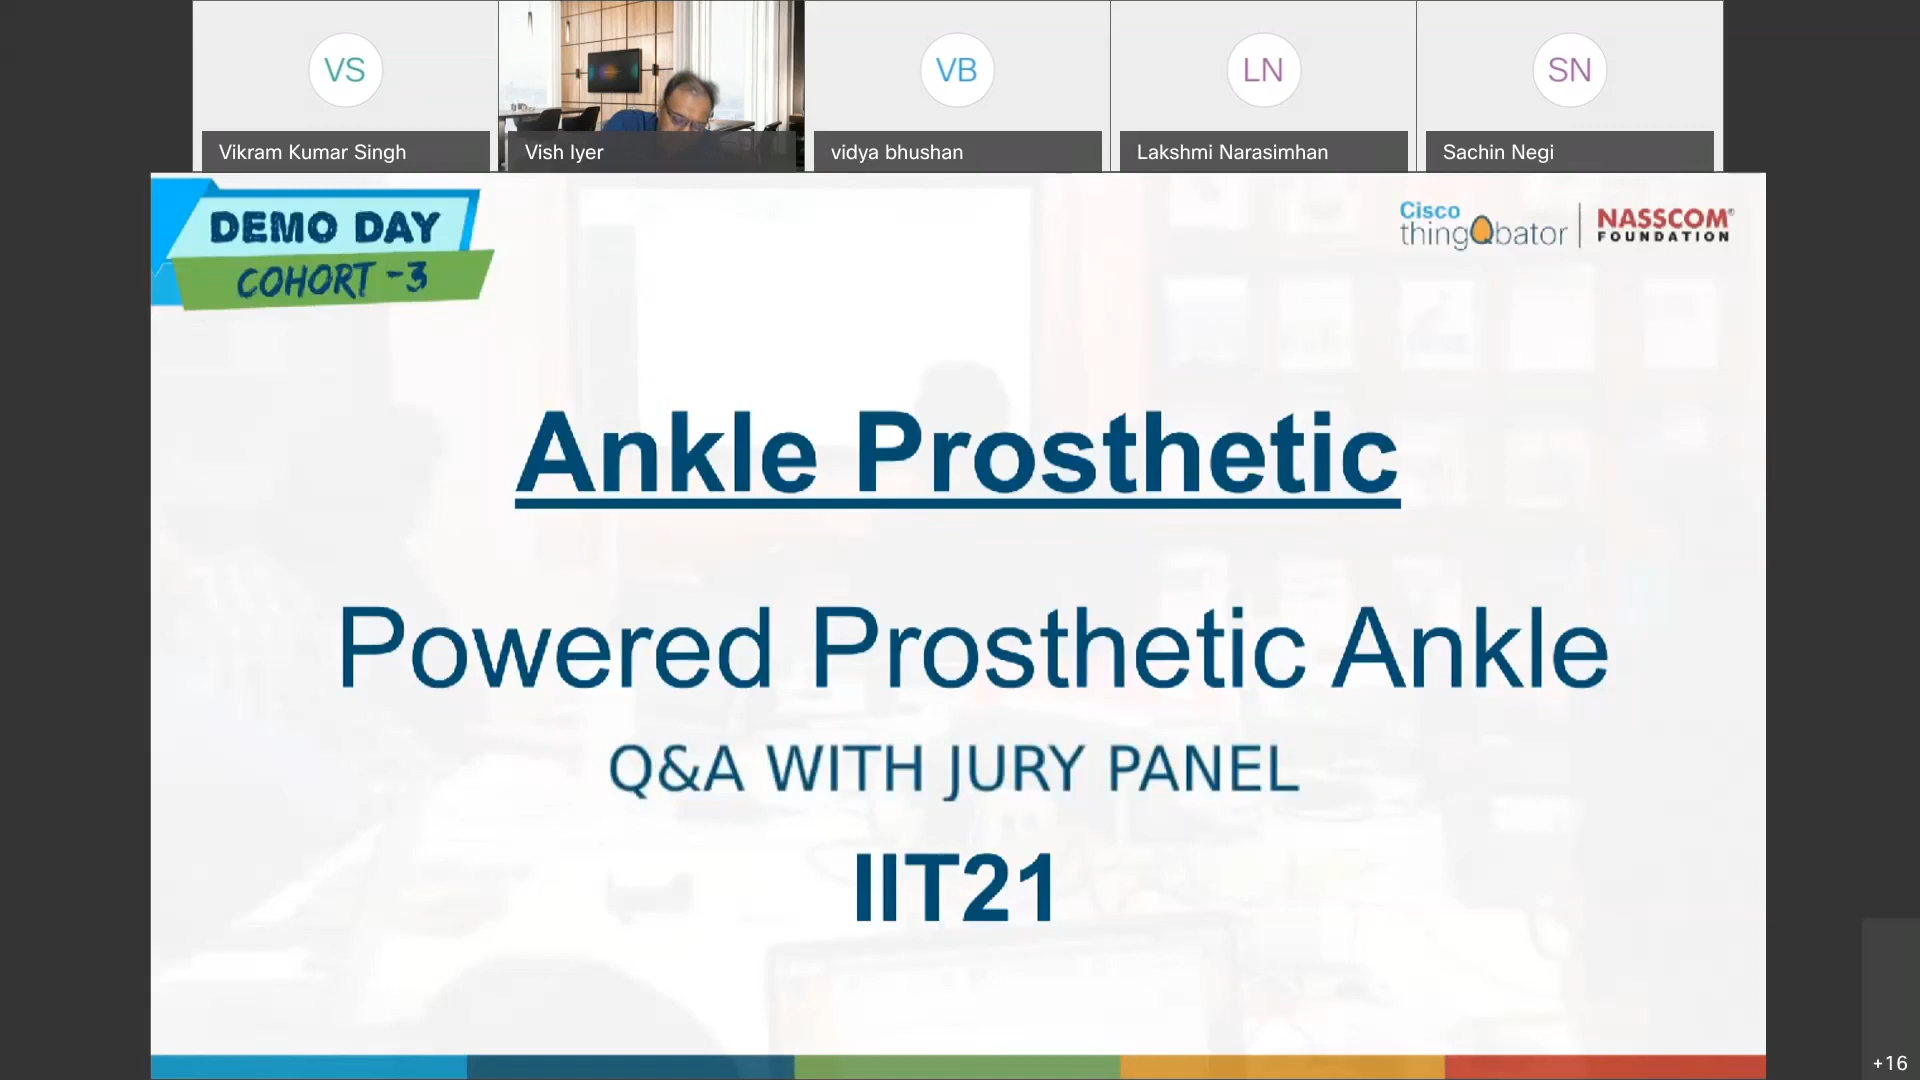 VS
VB
LN
SN
Vikram Kumar Singh
Vish Iyer
vidya bhushan
Lakshmi Narasimhan
Sachin Negi
DEMO DAY
COHORT -3
Cisco
thingQbator
NASSCOM®
FOUNDATION
Ankle Prosthetic
Powered Prosthetic Ankle
Q&A WITH JURY PANEL
IIT21
+16